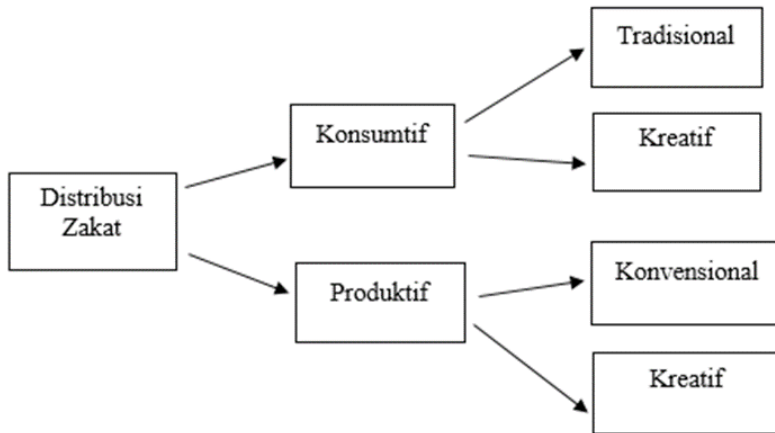 Distribusi
Zakat
Konsumtif
Tradisional
Kreatif
Produktif
Konvensional
Kreatif